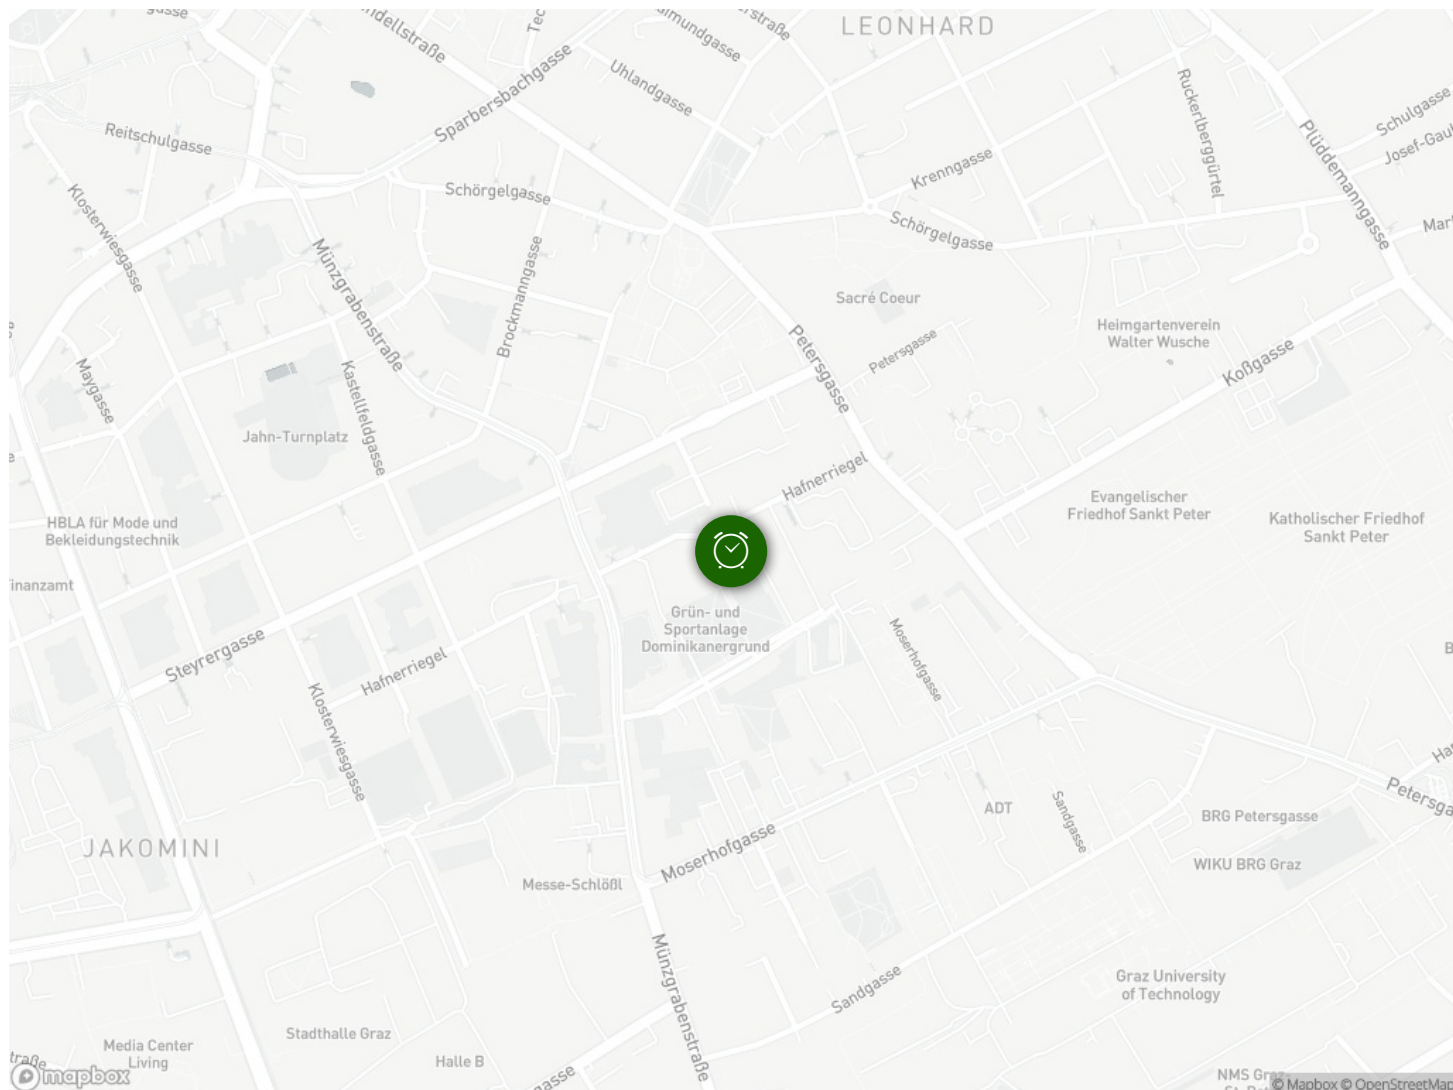 LEONHARD
Uhlandgasse
Sparbersbachgasse
Reitschulgasse
Ruckerlberggürtel
Plüddemanngasse
Schulgasse
Krenngasse
Schörgelgasse
Schörgelgasse
Klosterwiesgasse
Münzgrabenstraße
Brockmanngasse
Sacré Coeur
Petersgasse
Petersgasse
Heimgartenverein
Walter Wusche
Koßgasse
Maygasse
Kastellfeldgasse
Jahn-Turnplatz
Hafnerriegel
HBLA für Mode und
Bekleidungstechnik
Evangelischer
Friedhof Sankt Peter
Katholischer Friedhof
Sankt Peter
Grün- und
Sportanlage
Dominikanergrund
Steyrergasse
Hafnerriegel
Moserhofgasse
Klosterwiesgasse
ADT
Sandgasse
BRG Petersgasse
WIKU BRG Graz
JAKOMINI
Moserhofgasse
Messe-Schlößl
Münzgrabenstraße
Sandgasse
Graz University
of Technology
Stadthalle Graz
Media Center
Living
Halle B
NMS Graz-
mapbox
© Mapbox © OpenStreetMap